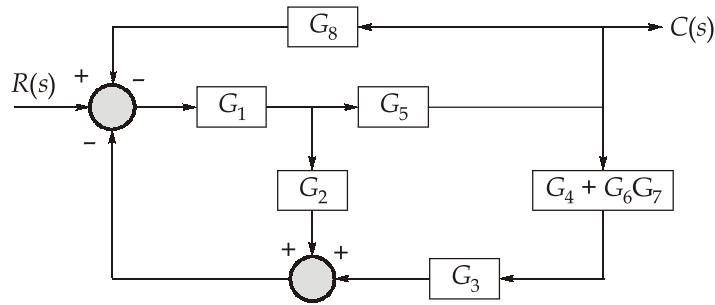 G8
C(s)
R(s) + –
G1
G5
–
G2
G4 + G6G7
+ +
G3